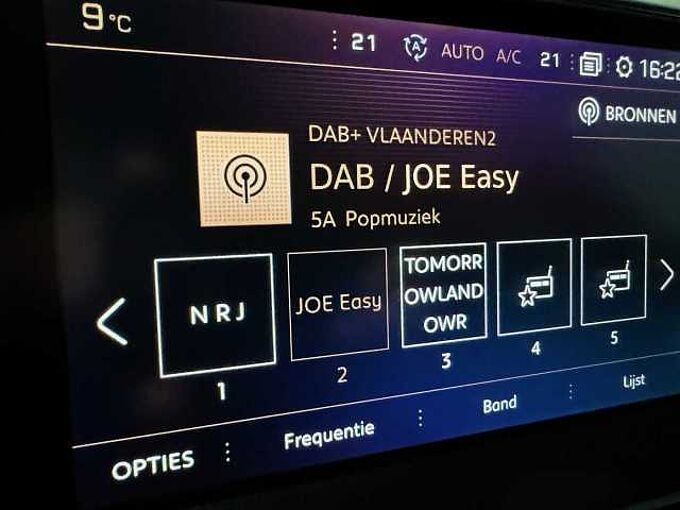 9°C
21 AUTO A/C 21 16:22
BRONNEN
DAB+ VLAANDEREN2
DAB / JOE Easy
5A Popmuziek
NRJ
JOE Easy
TOMORR
OWLAND
OWR
1 2 3 4 5
OPTIES Frequentie Band Lijst